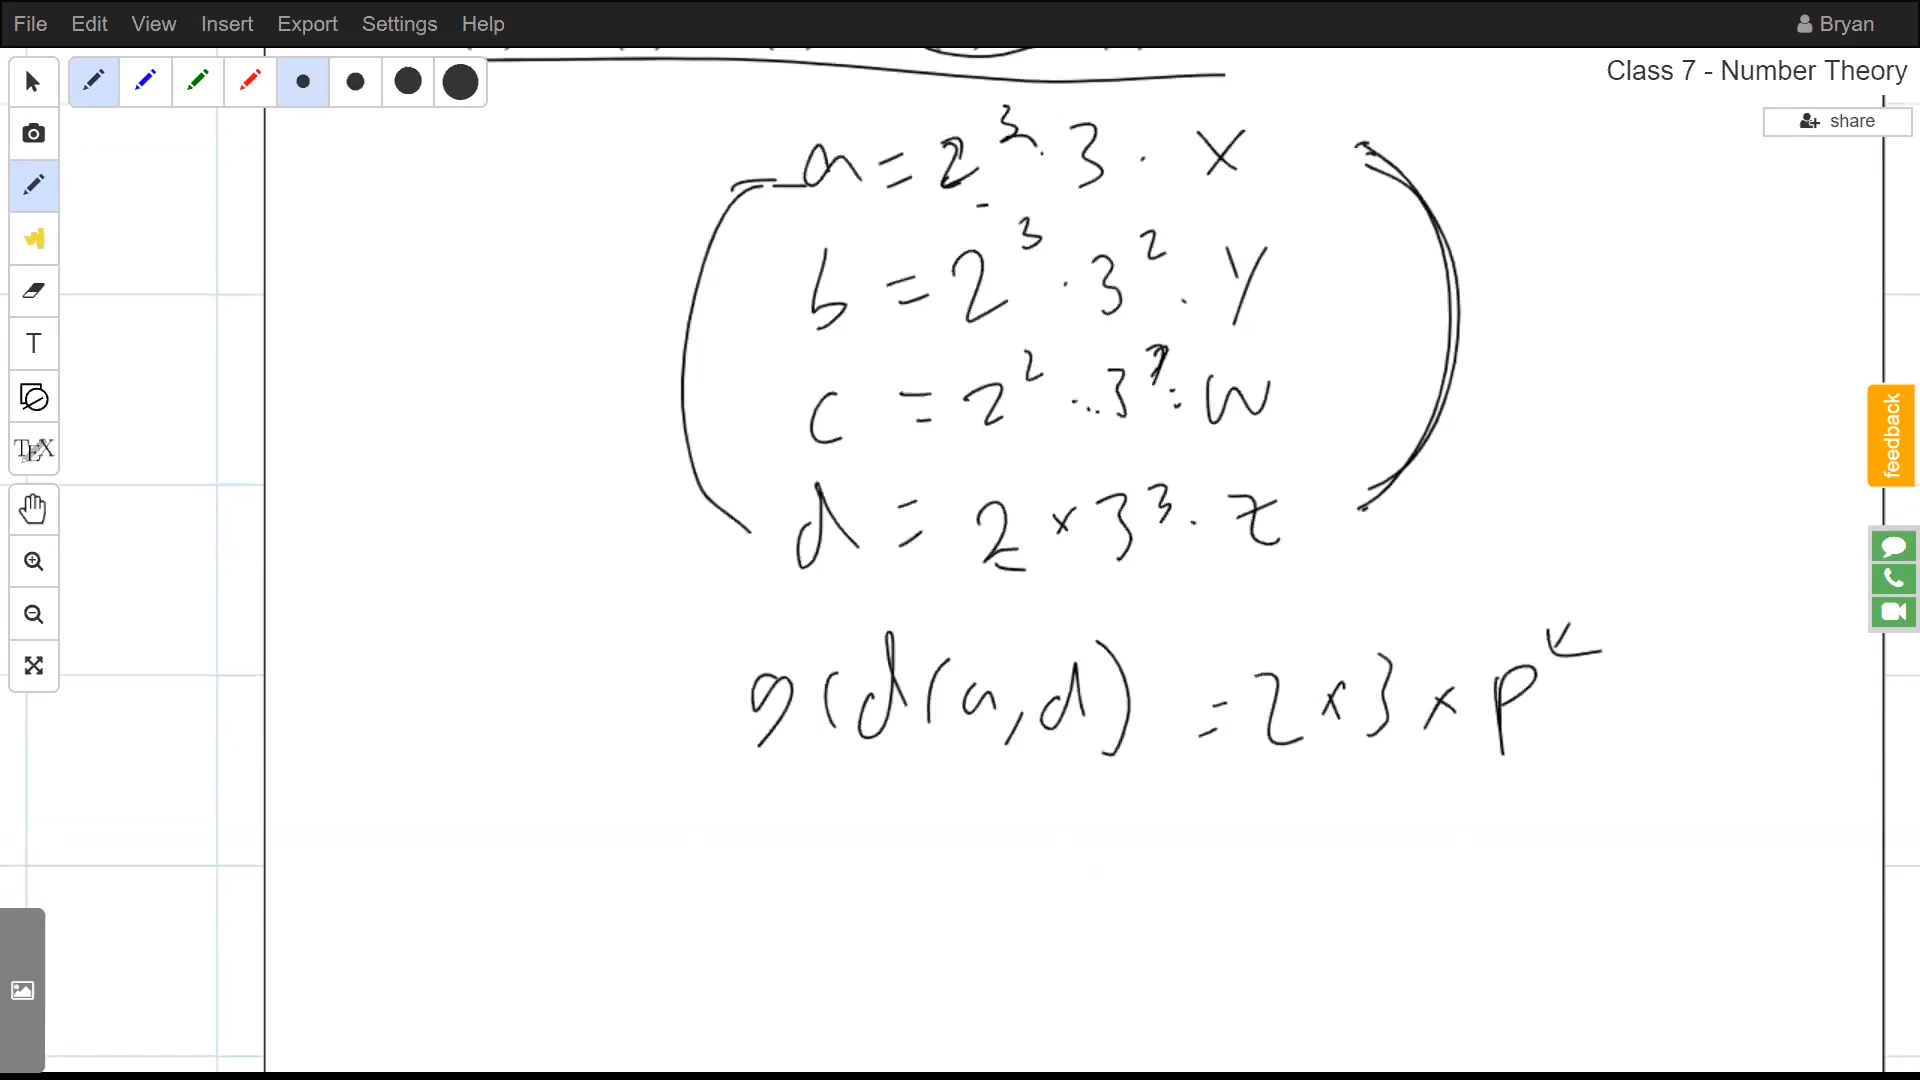 File Edit View Insert Export Settings Help Bryan
Class 7 - Number Theory
share
a = 2³ · 3 · x
b = 2³ · 3² · y
c = 2² · 3 · w
d = 2 × 3³ · z
gcd(a,d) = 2 × 3 × p^k
T
TEX
feedback